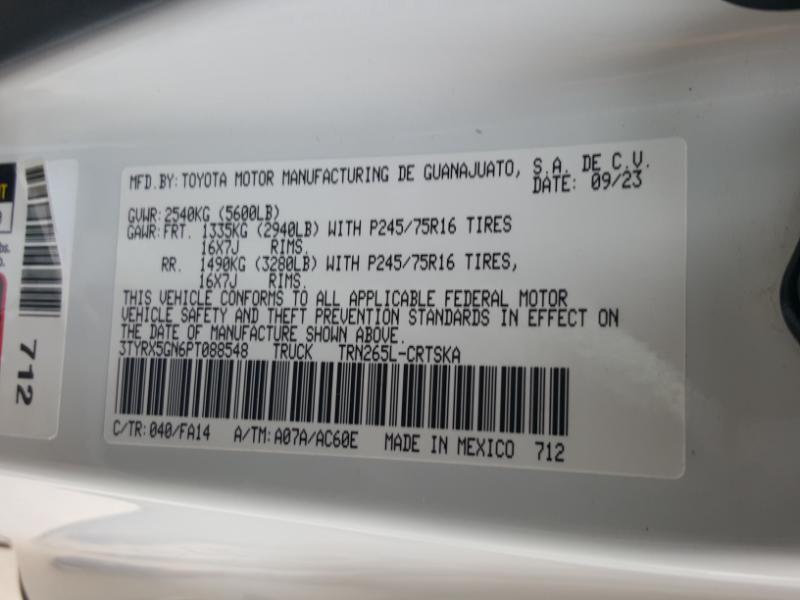 MFD.BY:TOYOTA MOTOR MANUFACTURING DE GUANAJUATO, S.A. DE C.V.
DATE: 09/23
GVWR: 2540KG (5600LB)
GAWR:FRT. 1335KG (2940LB) WITH P245/75R16 TIRES
16X7J RIMS.
RR. 1490KG (3280LB) WITH P245/75R16 TIRES,
16X7J RIMS.
THIS VEHICLE CONFORMS TO ALL APPLICABLE FEDERAL MOTOR
VEHICLE SAFETY AND THEFT PREVENTION STANDARDS IN EFFECT ON
THE DATE OF MANUFACTURE SHOWN ABOVE.
3TYRX5GN6PT088548 TRUCK TRN265L-CRTSKA
C/TR: 040/FA14 A/TM: A07A/AC60E MADE IN MEXICO 712
712